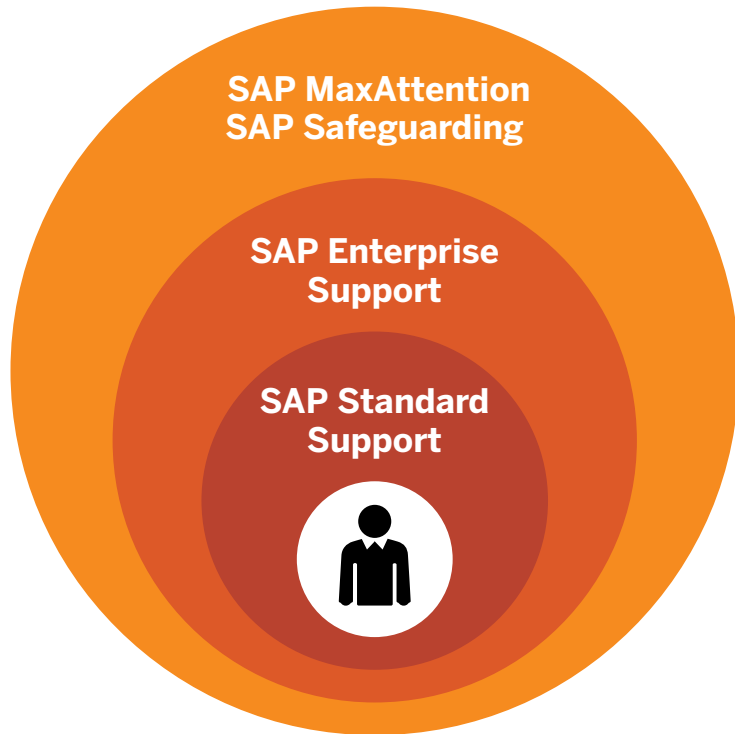 SAP MaxAttention
SAP Safeguarding
SAP Enterprise
Support
SAP Standard
Support